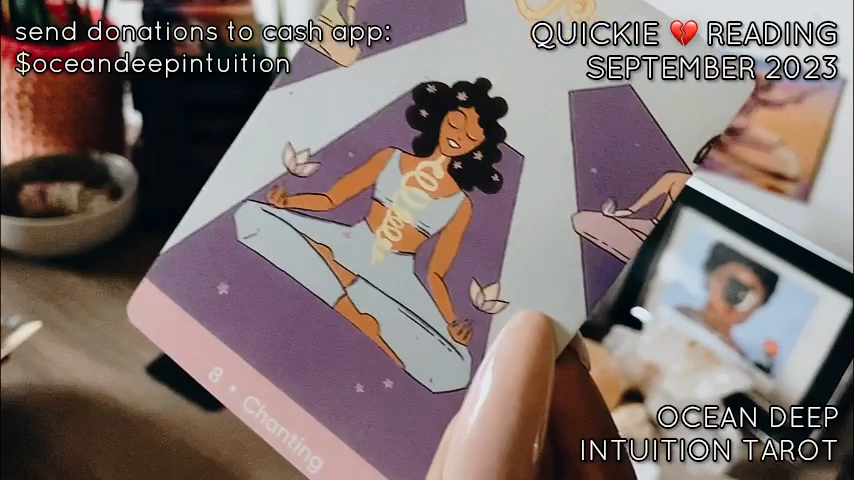 send donations to cash app:
$oceandeepintuition
QUICKIE 💔 READING
SEPTEMBER 2023
8 • Chanting
OCEAN DEEP
INTUITION TAROT